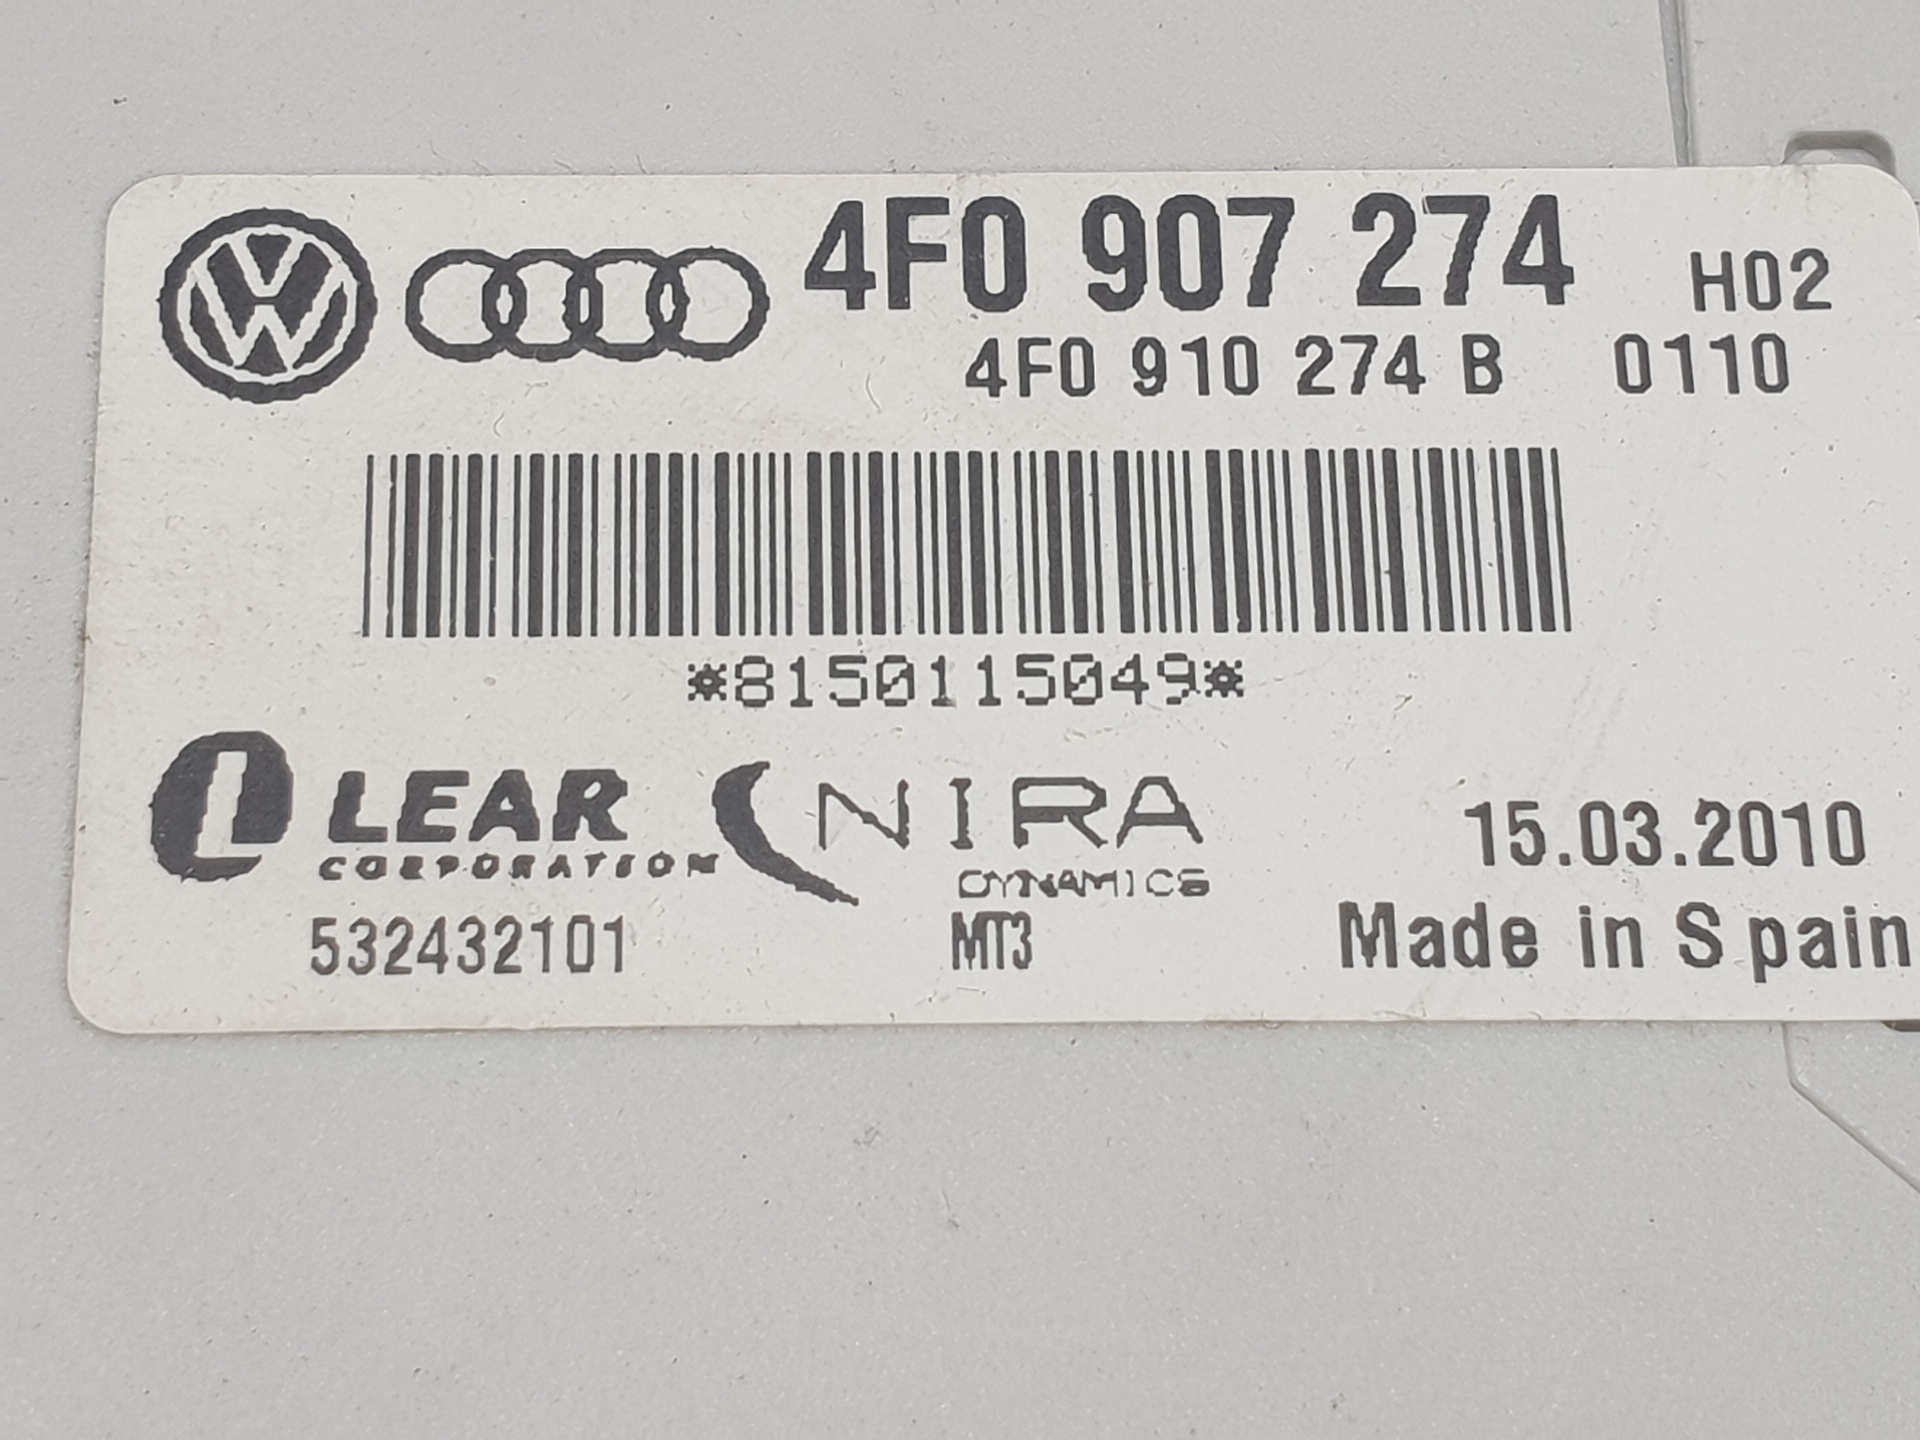 4F0 907 274 H02
4F0 910 274 B 0110
*8150115049*
LEAR NIRA 15.03.2010
CORPORATION DYNAMICS
532432101 MT3 Made in Spain